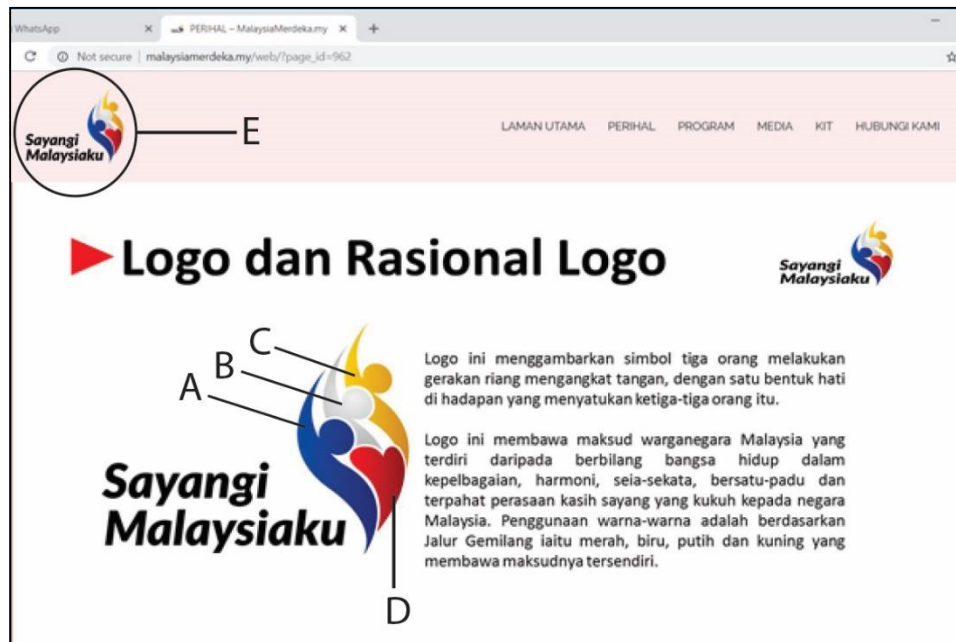 WhatsApp
PERIHAL – MalaysiaMerdeka.my
Not secure | malaysiamerdeka.my/web/?page_id=962
Sayangi
Malaysiaku
E
LAMAN UTAMA PERIHAL PROGRAM MEDIA KIT HUBUNGI KAMI
Logo dan Rasional Logo
Sayangi
Malaysiaku
C
B
A
Sayangi
Malaysiaku
D
Logo ini menggambarkan simbol tiga orang melakukan
gerakan riang mengangkat tangan, dengan satu bentuk hati
di hadapan yang menyatukan ketiga-tiga orang itu.
Logo ini membawa maksud warganegara Malaysia yang
terdiri daripada berbilang bangsa hidup dalam
kepelbagaian, harmoni, seia-sekata, bersatu-padu dan
terpahat perasaan kasih sayang yang kukuh kepada negara
Malaysia. Penggunaan warna-warna adalah berdasarkan
Jalur Gemilang iaitu merah, biru, putih dan kuning yang
membawa maksudnya tersendiri.